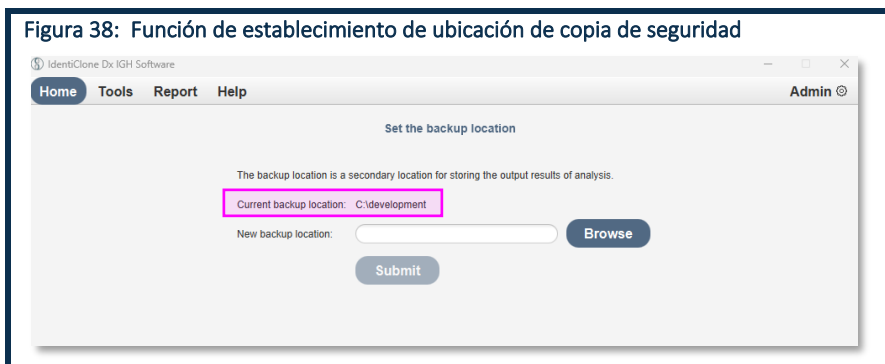 Figura 38: Función de establecimiento de ubicación de copia de seguridad
IdentiClone Dx IGH Software
Home Tools Report Help Admin
Set the backup location
The backup location is a secondary location for storing the output results of analysis.
Current backup location: C:\development
New backup location: Browse
Submit